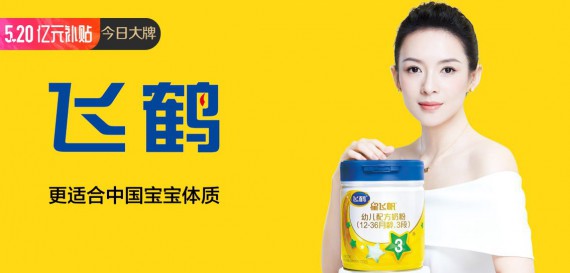 5.20亿元补贴 今日大牌
飞鹤
更适合中国宝宝体质
飞鹤
星飞帆
幼儿配方奶粉
(12-36月龄,3段)
3